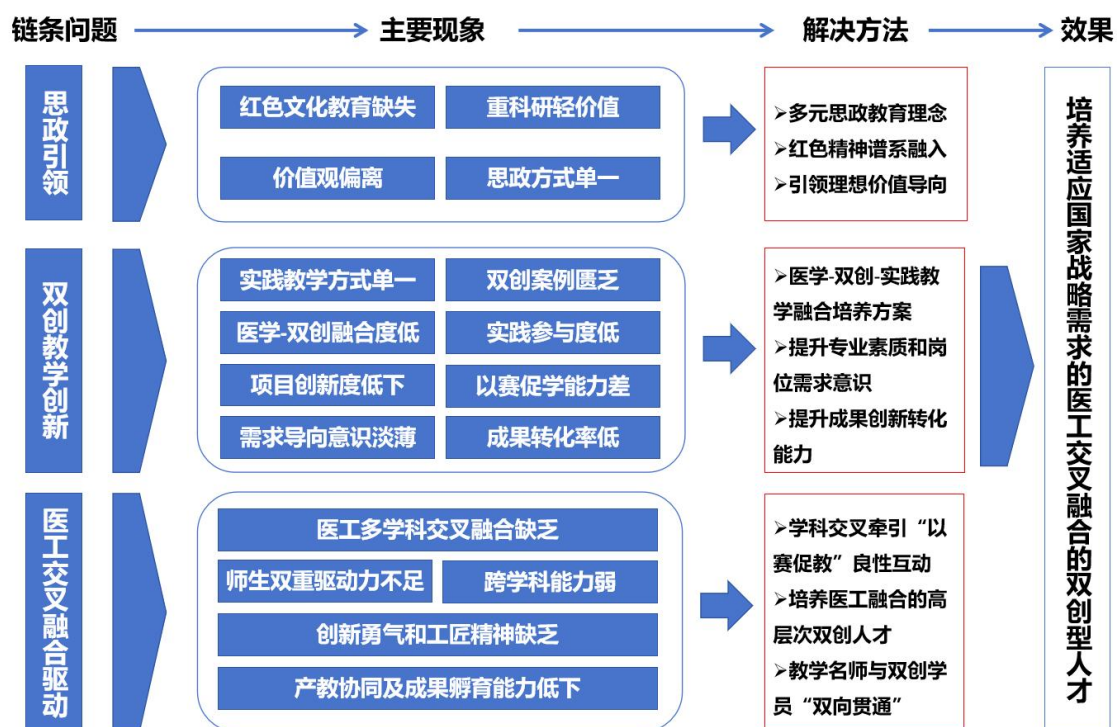 链条问题
主要现象
解决方法
效果
思政引领
红色文化教育缺失
重科研轻价值
价值观偏离
思政方式单一
➢多元思政教育理念
➢红色精神谱系融入
➢引领理想价值导向
双创教学创新
实践教学方式单一
双创案例匮乏
医学-双创融合度低
实践参与度低
项目创新度低下
以赛促学能力差
需求导向意识淡薄
成果转化率低
➢医学-双创-实践教
学融合培养方案
➢提升专业素质和岗
位需求意识
➢提升成果创新转化
能力
医工交叉融合驱动
医工多学科交叉融合缺乏
师生双重驱动力不足
跨学科能力弱
创新勇气和工匠精神缺乏
产教协同及成果孵育能力低下
➢学科交叉牵引“以
赛促教”良性互动
➢培养医工融合的高
层次双创人才
➢教学名师与双创学
员“双向贯通”
培养适应国家战略需求的医工交叉融合的双创型人才